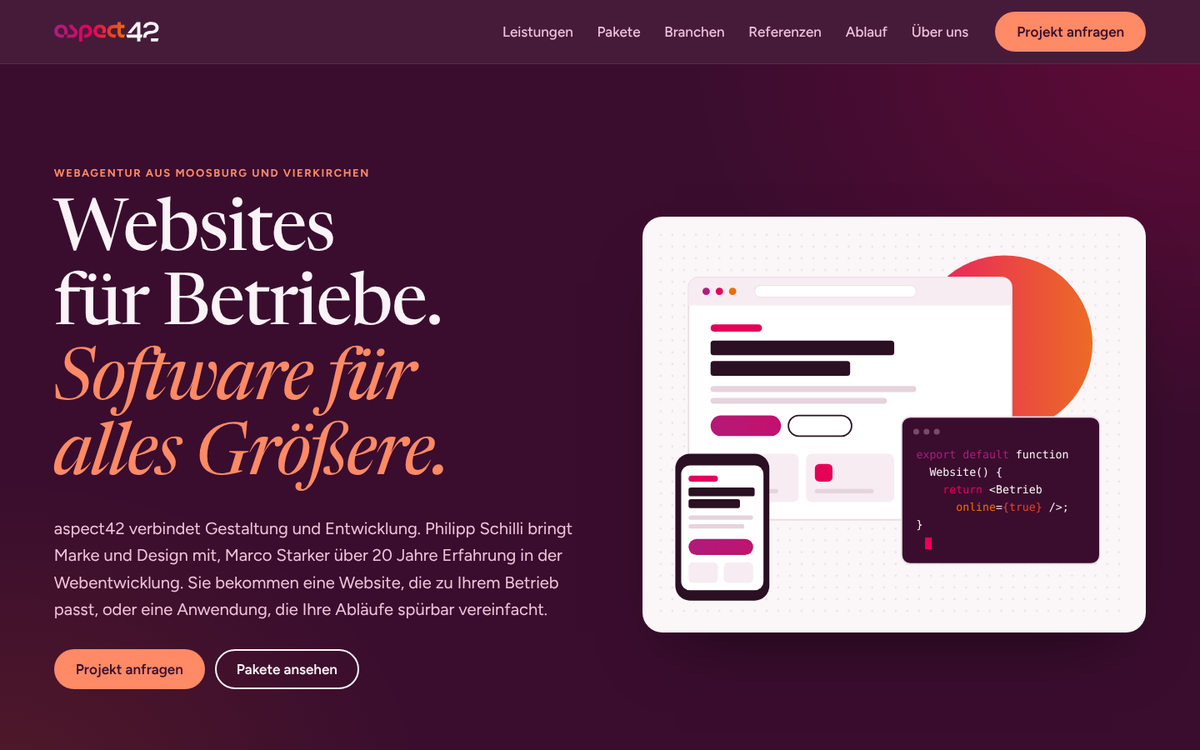 aspect42
Leistungen
Pakete
Branchen
Referenzen
Ablauf
Über uns
Projekt anfragen
WEBAGENTUR AUS MOOSBURG UND VIERKIRCHEN
Websites
für Betriebe.
Software für
alles Größere.
aspect42 verbindet Gestaltung und Entwicklung. Philipp Schilli bringt
Marke und Design mit, Marco Starker über 20 Jahre Erfahrung in der
Webentwicklung. Sie bekommen eine Website, die zu Ihrem Betrieb
passt, oder eine Anwendung, die Ihre Abläufe spürbar vereinfacht.
Projekt anfragen
Pakete ansehen
export default function
Website() {
return <Betrieb
online={true} />;
}